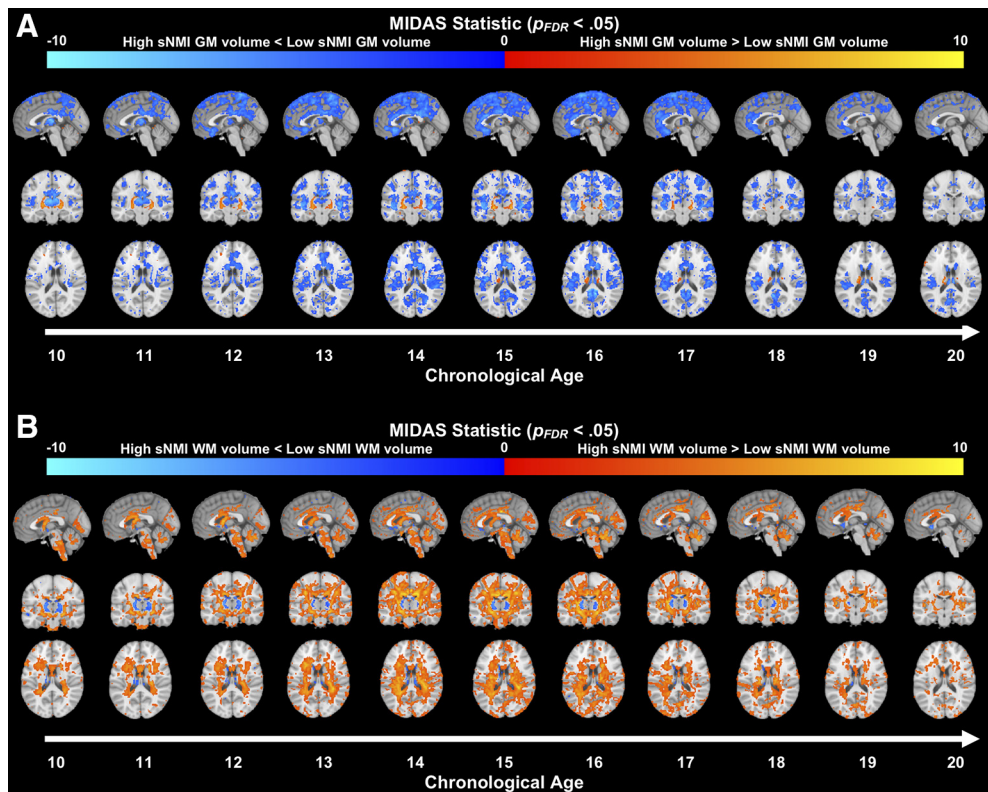 A
MIDAS Statistic (pFDR < .05)
-10 High sNMI GM volume < Low sNMI GM volume 0 High sNMI GM volume > Low sNMI GM volume 10
10 11 12 13 14 15 16 17 18 19 20
Chronological Age
B
MIDAS Statistic (pFDR < .05)
-10 High sNMI WM volume < Low sNMI WM volume 0 High sNMI WM volume > Low sNMI WM volume 10
10 11 12 13 14 15 16 17 18 19 20
Chronological Age